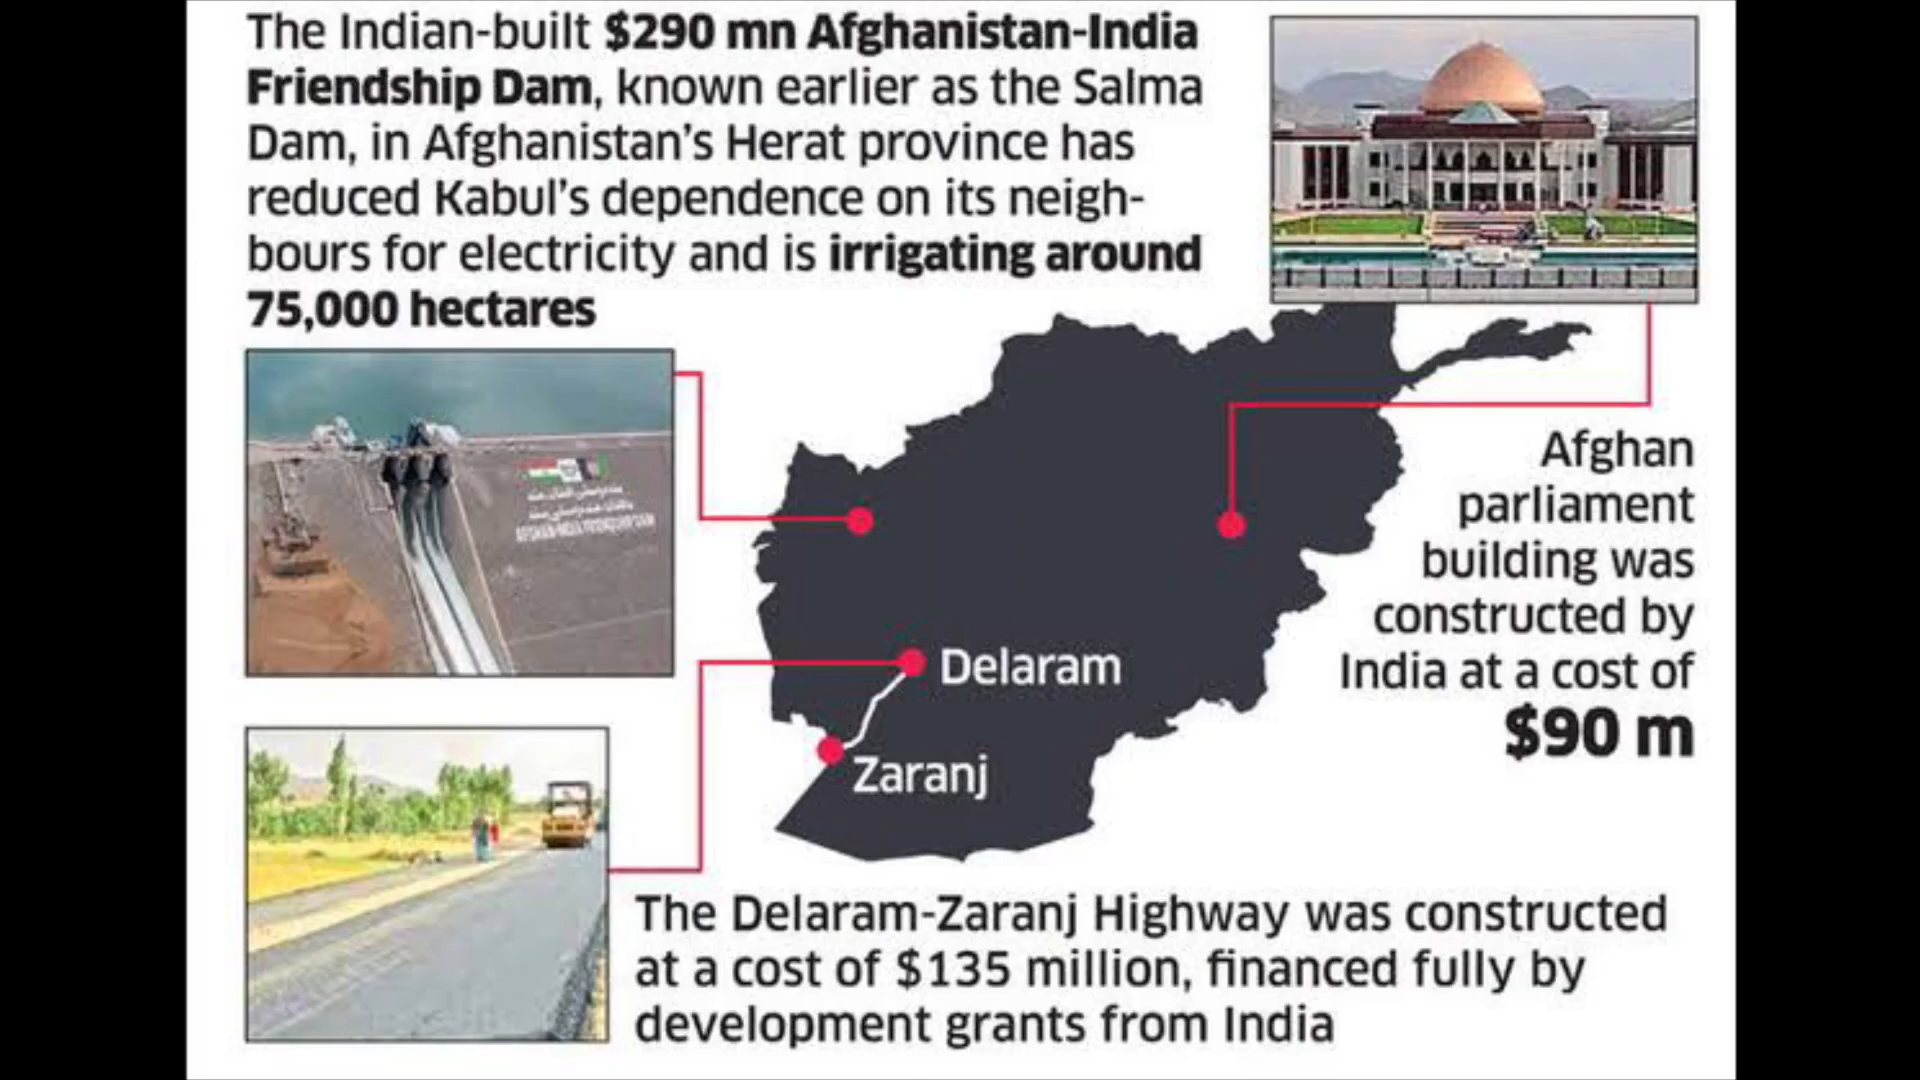 The Indian-built $290 mn Afghanistan-India
Friendship Dam, known earlier as the Salma
Dam, in Afghanistan's Herat province has
reduced Kabul's dependence on its neigh-
bours for electricity and is irrigating around
75,000 hectares
Afghan
parliament
building was
constructed by
India at a cost of
$90 m
Delaram
Zaranj
The Delaram-Zaranj Highway was constructed
at a cost of $135 million, financed fully by
development grants from India